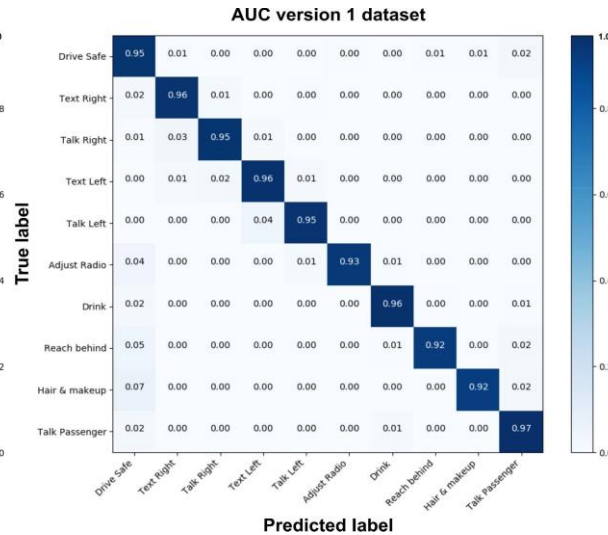 AUC version 1 dataset
Drive Safe 0.95 0.01 0.00 0.00 0.00 0.00 0.00 0.01 0.01 0.02
Text Right 0.02 0.96 0.01 0.00 0.00 0.00 0.00 0.00 0.00 0.00
Talk Right 0.01 0.03 0.95 0.01 0.00 0.00 0.00 0.00 0.00 0.00
Text Left 0.00 0.01 0.02 0.96 0.01 0.00 0.00 0.00 0.00 0.00
Talk Left 0.00 0.00 0.00 0.04 0.95 0.00 0.00 0.00 0.00 0.00
Adjust Radio 0.04 0.00 0.00 0.00 0.01 0.93 0.01 0.00 0.00 0.00
Drink 0.02 0.00 0.00 0.00 0.00 0.00 0.96 0.00 0.00 0.01
Reach behind 0.05 0.00 0.00 0.00 0.00 0.00 0.01 0.92 0.00 0.02
Hair & makeup 0.07 0.00 0.00 0.00 0.00 0.00 0.00 0.00 0.92 0.02
Talk Passenger 0.02 0.00 0.00 0.00 0.00 0.00 0.01 0.00 0.00 0.97
Drive Safe Text Right Talk Right Text Left Talk Left Adjust Radio Drink Reach behind Hair & makeup Talk Passenger
True label
Predicted label